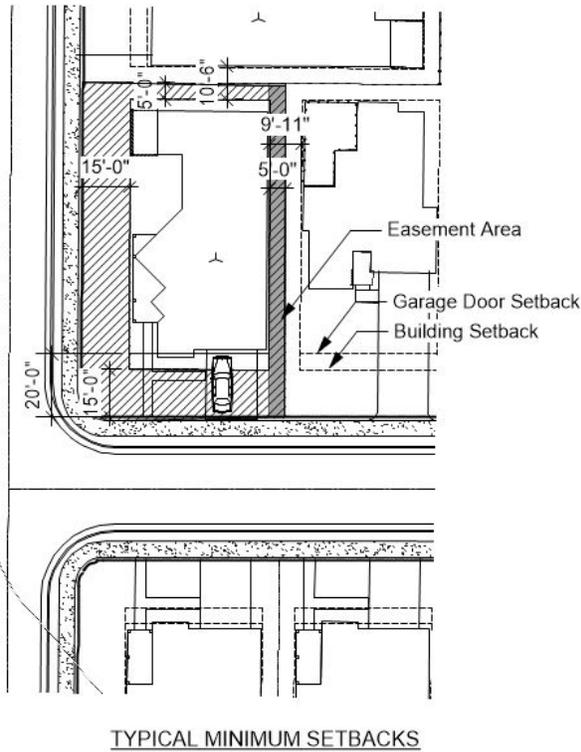 5'-0"
10'-6"
9'-11"
15'-0"
5'-0"
Easement Area
Garage Door Setback
Building Setback
20'-0"
15'-0"
TYPICAL MINIMUM SETBACKS